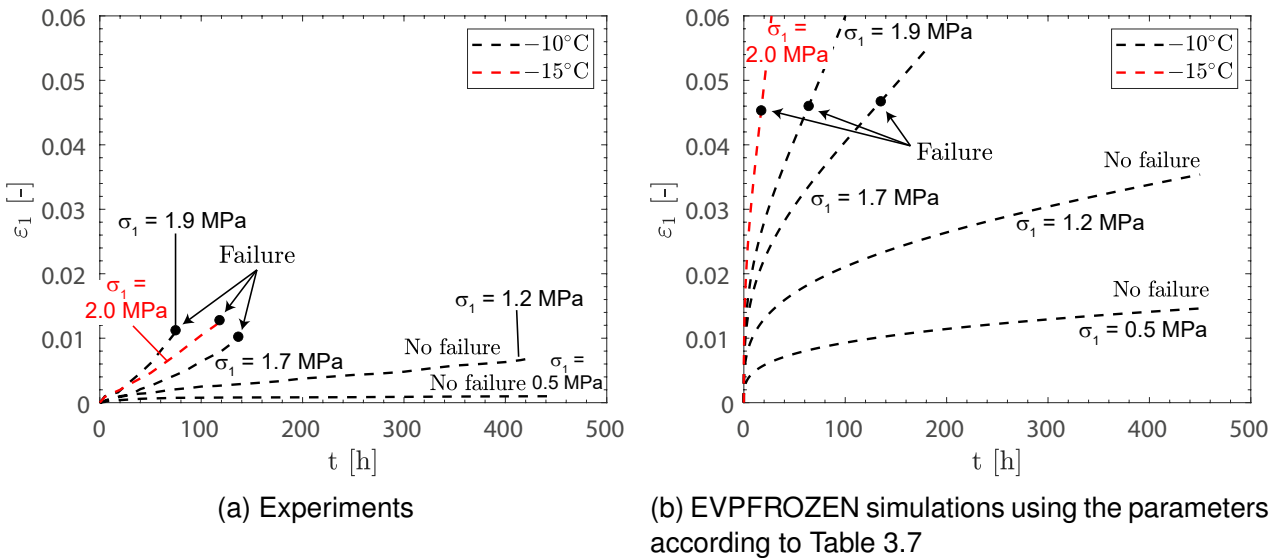 0.06
0.05
0.04
0.03
0.02
0.01
0
ε₁ [-]
−10°C
−15°C
σ₁ = 1.9 MPa
Failure
σ₁ =
2.0 MPa
σ₁ = 1.7 MPa
σ₁ = 1.2 MPa
No failure
σ₁ =
No failure 0.5 MPa
0 100 200 300 400 500
t [h]
(a) Experiments
0.06
0.05
0.04
0.03
0.02
0.01
0
ε₁ [-]
σ₁ =
2.0 MPa
σ₁ = 1.9 MPa
−10°C
−15°C
Failure
No failure
σ₁ = 1.7 MPa
σ₁ = 1.2 MPa
No failure
σ₁ = 0.5 MPa
0 100 200 300 400 500
t [h]
(b) EVPFROZEN simulations using the parameters
according to Table 3.7